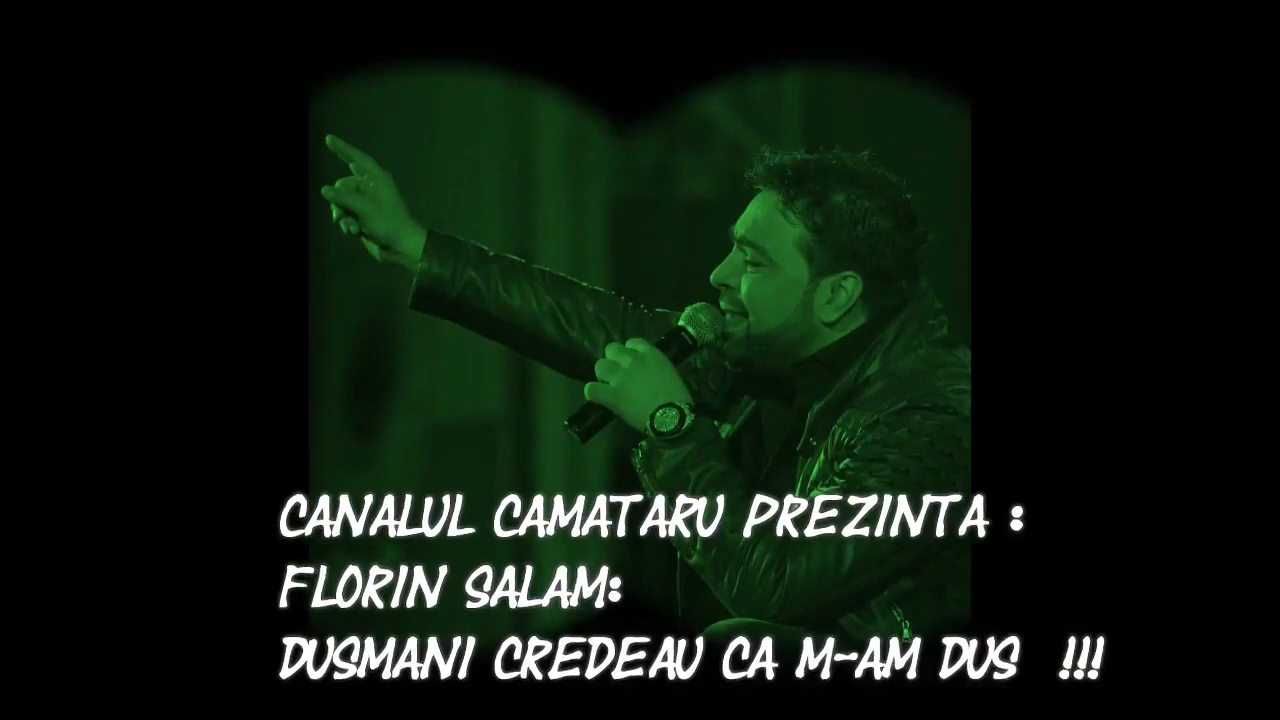 CANALUL CAMATARU PREZINTA :
FLORIN SALAM:
DUSMANI CREDEAU CA M-AM DUS !!!